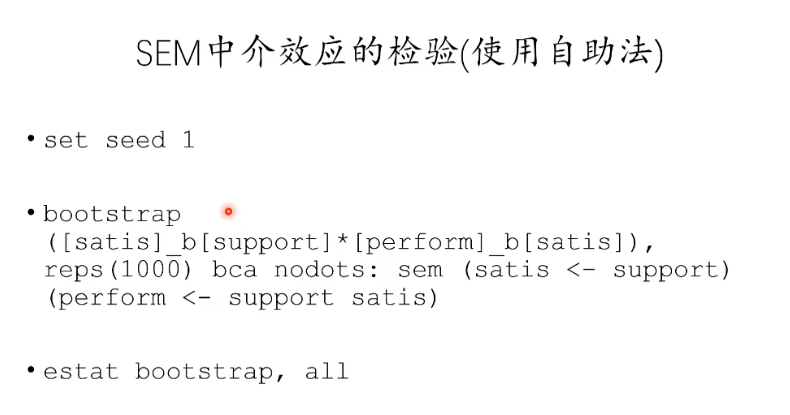 SEM中介效应的检验(使用自助法)
• set seed 1
• bootstrap
([satis]_b[support]*[perform]_b[satis]),
reps(1000) bca nodots: sem (satis <- support)
(perform <- support satis)
• estat bootstrap, all